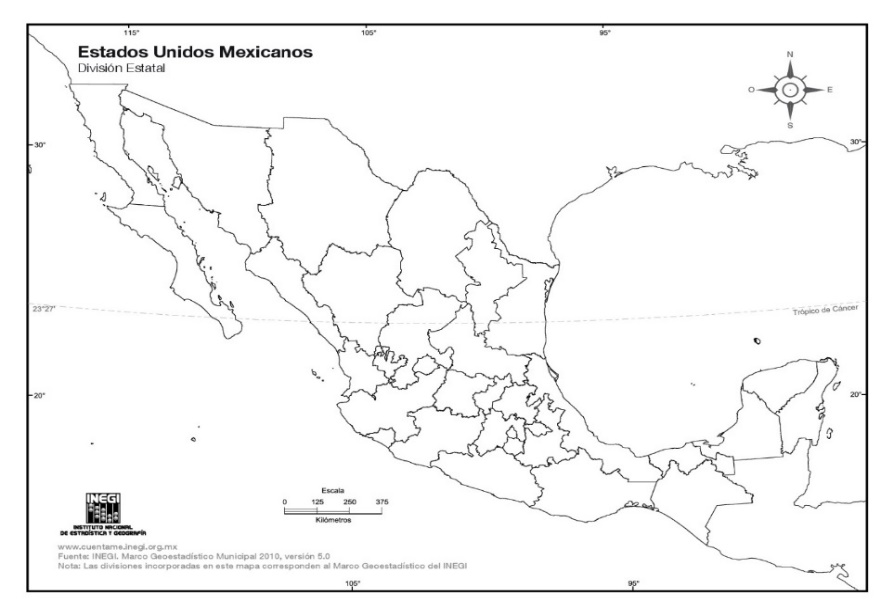 115°
105°
95°
Estados Unidos Mexicanos
División Estatal
N
O
E
S
30°
30°
23°27'
Trópico de Cáncer
20°
20°
Escala
0 125 250 375
Kilómetros
INEGI
INSTITUTO NACIONAL
DE ESTADÍSTICA Y GEOGRAFÍA
www.cuentame.inegi.org.mx
Fuente: INEGI. Marco Geoestadístico Municipal 2010, versión 5.0
Nota: Las divisiones incorporadas en este mapa corresponden al Marco Geoestadístico del INEGI
105°
95°